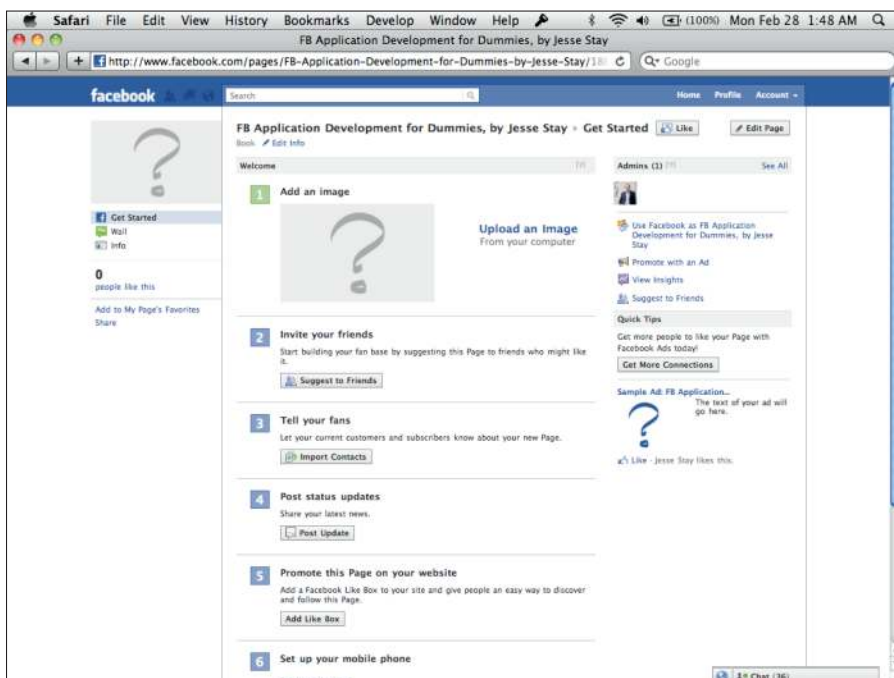 Safari File Edit View History Bookmarks Develop Window Help (100%) Mon Feb 28 1:48 AM
FB Application Development for Dummies, by Jesse Stay
http://www.facebook.com/pages/FB-Application-Development-for-Dummies-by-Jesse-Stay/18 Google
facebook Search Home Profile Account
FB Application Development for Dummies, by Jesse Stay › Get Started Like Edit Page
Book Edit Info
Welcome
1 Add an image
Upload an Image
From your computer
2 Invite your friends
Start building your fan base by suggesting this Page to friends who might like
it.
Suggest to Friends
3 Tell your fans
Let your current customers and subscribers know about your new Page.
Import Contacts
4 Post status updates
Share your latest news.
Post Update
5 Promote this Page on your website
Add a Facebook Like Box to your site and give people an easy way to discover
and follow this Page.
Add Like Box
6 Set up your mobile phone
Get Started
Wall
Info
0
people like this
Add to My Page's Favorites
Share
Admins (1) See All
Use Facebook as FB Application
Development for Dummies, by Jesse
Stay
Promote with an Ad
View Insights
Suggest to Friends
Quick Tips
Get more people to like your Page with
Facebook Ads today!
Get More Connections
Sample Ad: FB Application...
The text of your ad will
go here.
Like · Jesse Stay likes this.
Chat (36)